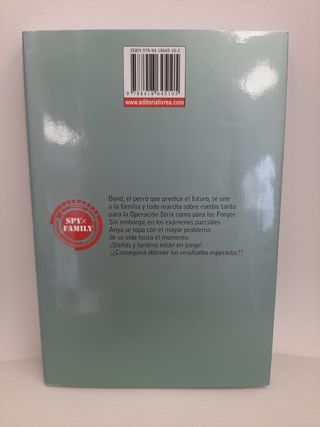 ISBN 978-84-18645-10-5
9 788418 645105
www.editorialivrea.com
SPY×
FAMILY
Bond, el perro que predice el futuro, se une
a la familia y todo marcha sobre ruedas tanto
para la Operación Strix como para los Forger.
Sin embargo, en los exámenes parciales
Anya se topa con el mayor problema
de su vida hasta el momento.
¡Stellas y tonitrus están en juego!
¿¡Conseguirá obtener los resultados esperados?!